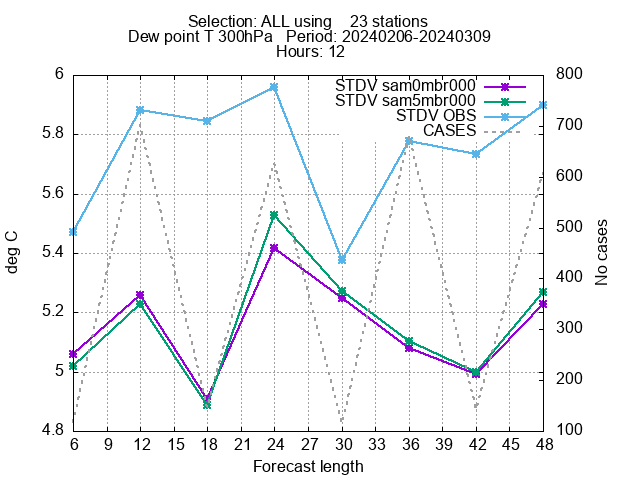 Selection: ALL using    23 stations
Dew point T 300hPa   Period: 20240206-20240309
Hours: 12
STDV sam0mbr000
STDV sam5mbr000
STDV OBS
CASES
6
5.8
5.6
5.4
5.2
5
4.8
deg C
800
700
600
500
400
300
200
100
No cases
6 9 12 15 18 21 24 27 30 33 36 39 42 45 48
Forecast length